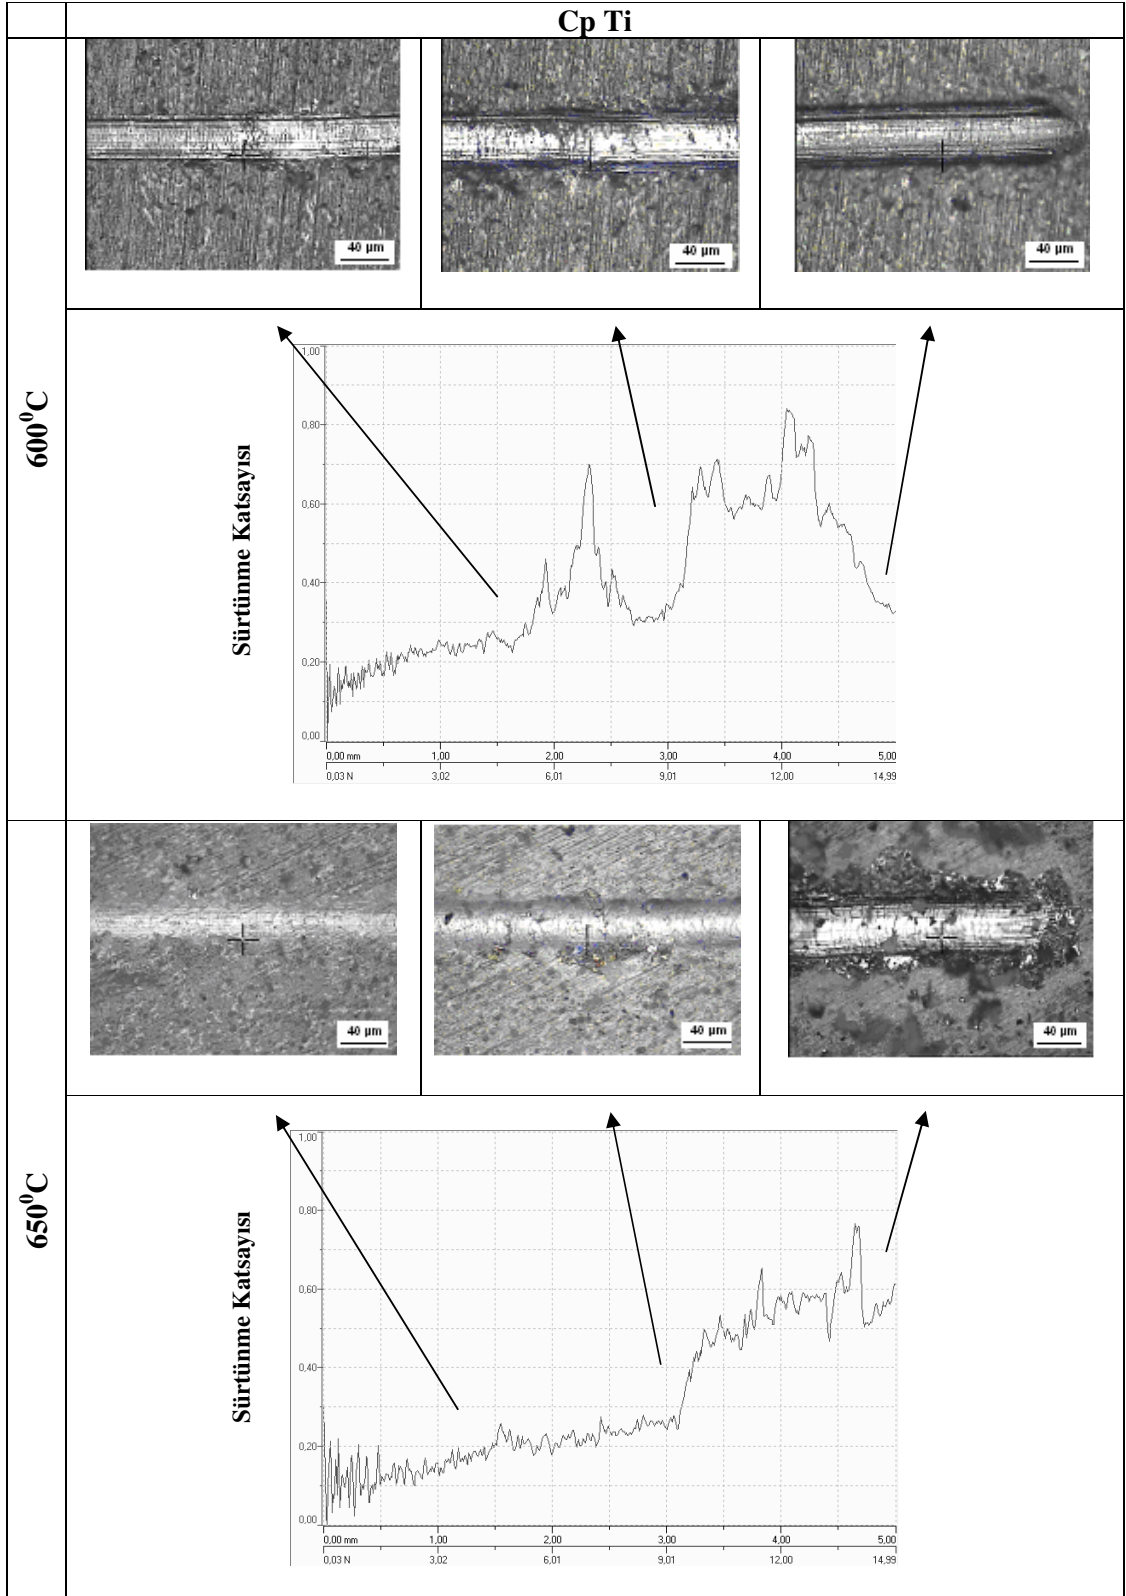 Cp Ti
600⁰C
40 µm
40 µm
40 µm
Sürtünme Katsayısı
1,00
0,80
0,60
0,40
0,20
0,00
0,00 mm 1,00 2,00 3,00 4,00 5,00
0,03 N 3,02 6,01 9,01 12,00 14,99
650⁰C
40 µm
40 µm
40 µm
Sürtünme Katsayısı
1,00
0,80
0,60
0,40
0,20
0,00
0,00 mm 1,00 2,00 3,00 4,00 5,00
0,03 N 3,02 6,01 9,01 12,00 14,99